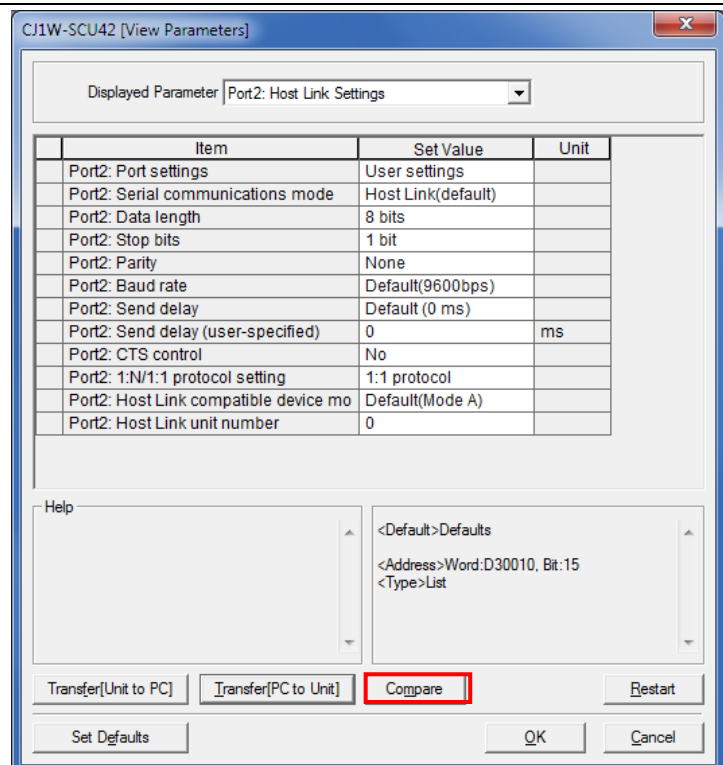 CJ1W-SCU42 [View Parameters]
Displayed Parameter Port2: Host Link Settings
Item Set Value Unit
Port2: Port settings User settings
Port2: Serial communications mode Host Link(default)
Port2: Data length 8 bits
Port2: Stop bits 1 bit
Port2: Parity None
Port2: Baud rate Default(9600bps)
Port2: Send delay Default (0 ms)
Port2: Send delay (user-specified) 0 ms
Port2: CTS control No
Port2: 1:N/1:1 protocol setting 1:1 protocol
Port2: Host Link compatible device mo Default(Mode A)
Port2: Host Link unit number 0
Help
<Default>Defaults
<Address>Word:D30010, Bit:15
<Type>List
Transfer[Unit to PC] Transfer[PC to Unit] Compare Restart
Set Defaults OK Cancel